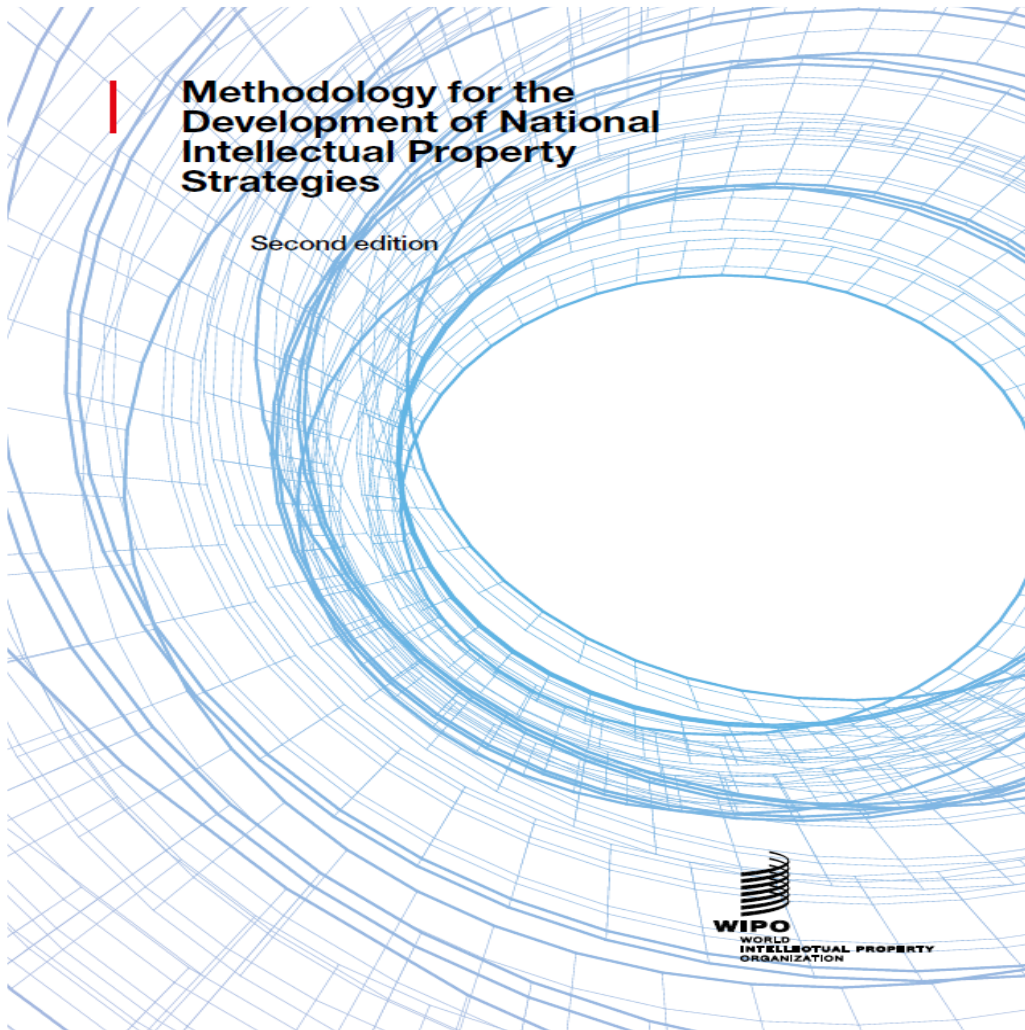 Methodology for the
Development of National
Intellectual Property
Strategies
Second edition
WIPO
WORLD
INTELLECTUAL PROPERTY
ORGANIZATION